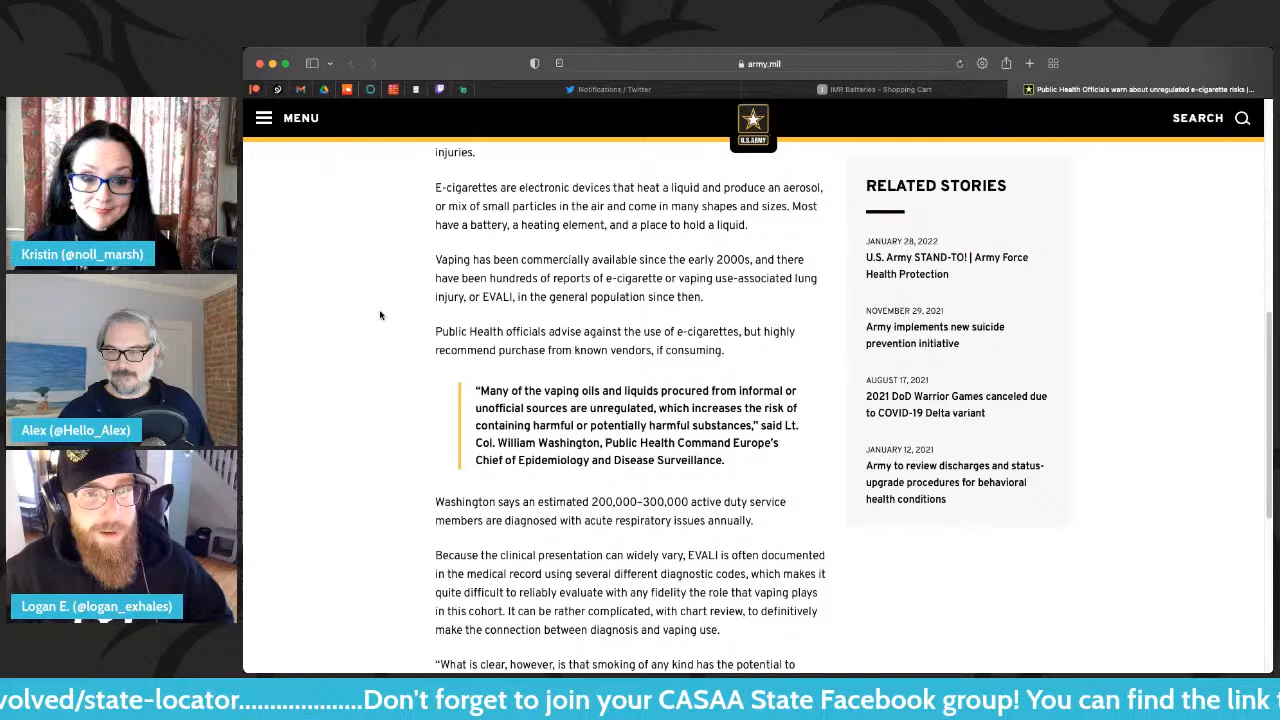 army.mil
Notifications / Twitter
IMR Batteries - Shopping Cart
Public Health Officials warn about unregulated e-cigarette risks |...
MENU
U.S.ARMY
SEARCH
injuries.
E-cigarettes are electronic devices that heat a liquid and produce an aerosol,
or mix of small particles in the air and come in many shapes and sizes. Most
have a battery, a heating element, and a place to hold a liquid.
Vaping has been commercially available since the early 2000s, and there
have been hundreds of reports of e-cigarette or vaping use-associated lung
injury, or EVALI, in the general population since then.
Public Health officials advise against the use of e-cigarettes, but highly
recommend purchase from known vendors, if consuming.
“Many of the vaping oils and liquids procured from informal or
unofficial sources are unregulated, which increases the risk of
containing harmful or potentially harmful substances,” said Lt.
Col. William Washington, Public Health Command Europe’s
Chief of Epidemiology and Disease Surveillance.
Washington says an estimated 200,000–300,000 active duty service
members are diagnosed with acute respiratory issues annually.
Because the clinical presentation can widely vary, EVALI is often documented
in the medical record using several different diagnostic codes, which makes it
quite difficult to reliably evaluate with any fidelity the role that vaping plays
in this cohort. It can be rather complicated, with chart review, to definitively
make the connection between diagnosis and vaping use.
“What is clear, however, is that smoking of any kind has the potential to
RELATED STORIES
JANUARY 28, 2022
U.S. Army STAND-TO! | Army Force
Health Protection
NOVEMBER 29, 2021
Army implements new suicide
prevention initiative
AUGUST 17, 2021
2021 DoD Warrior Games canceled due
to COVID-19 Delta variant
JANUARY 12, 2021
Army to review discharges and status-
upgrade procedures for behavioral
health conditions
Kristin (@noll_marsh)
Alex (@Hello_Alex)
Logan E. (@logan_exhales)
volved/state-locator...................Don't forget to join your CASAA State Facebook group! You can find the link